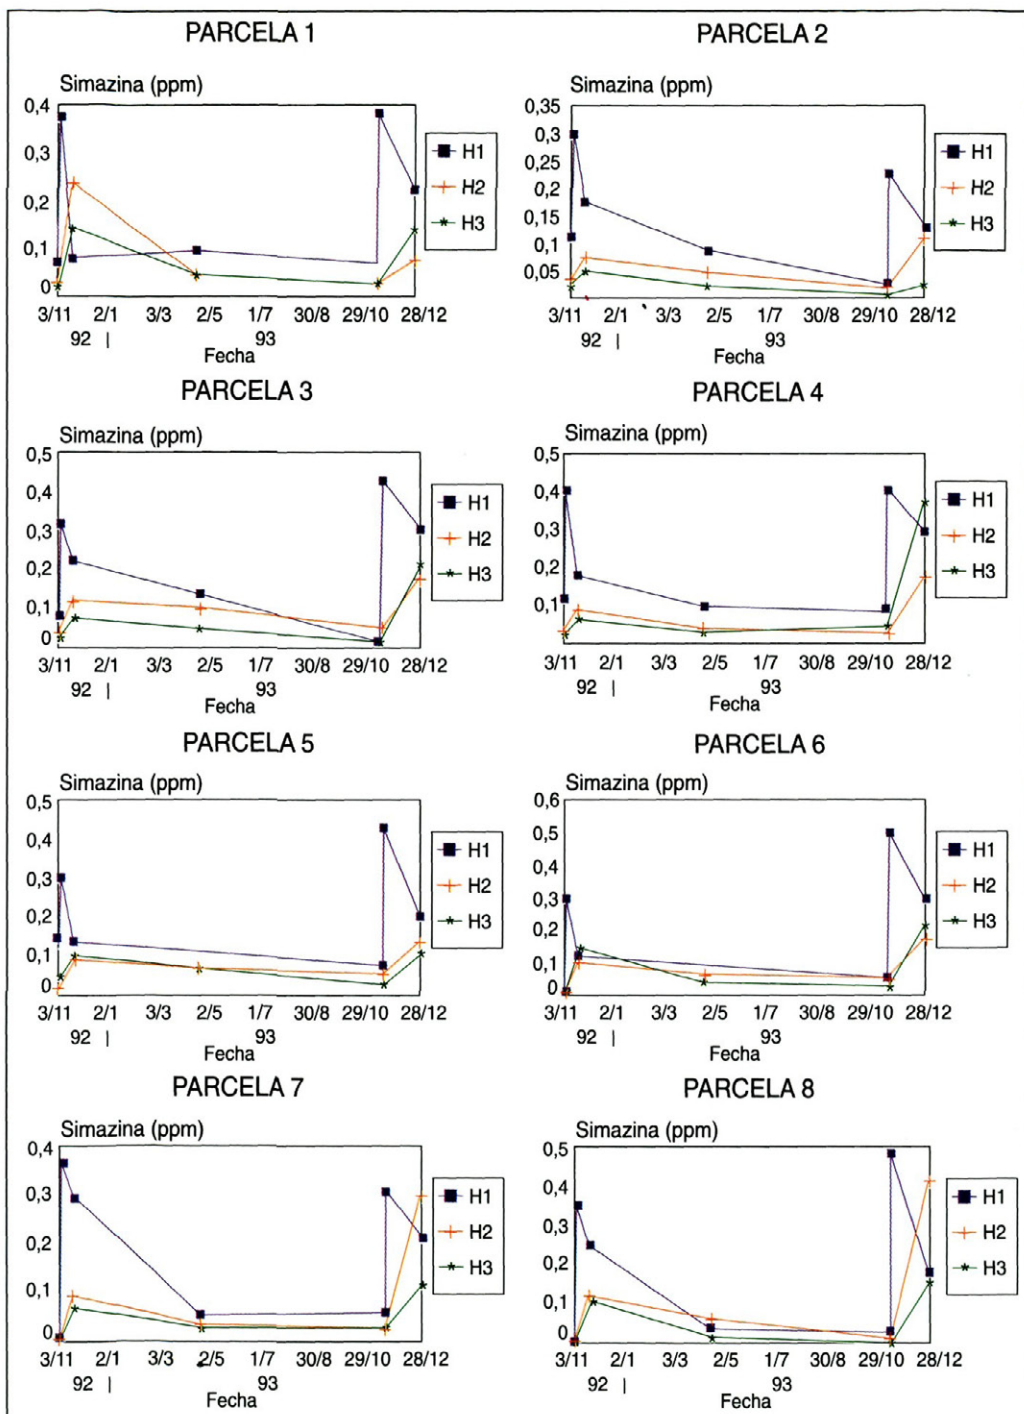 PARCELA 1
Simazina (ppm)
0,4
0,3
0,2
0,1
0
H1
H2
H3
3/11 2/1 3/3 2/5 1/7 30/8 29/10 28/12
92 | 93
Fecha
PARCELA 2
Simazina (ppm)
0,35
0,3
0,25
0,2
0,15
0,1
0,05
H1
H2
H3
3/11 2/1 3/3 2/5 1/7 30/8 29/10 28/12
92 | 93
Fecha
PARCELA 3
Simazina (ppm)
0,5
0,4
0,3
0,2
0,1
0
H1
H2
H3
3/11 2/1 3/3 2/5 1/7 30/8 29/10 28/12
92 | 93
Fecha
PARCELA 4
Simazina (ppm)
0,5
0,4
0,3
0,2
0,1
H1
H2
H3
3/11 2/1 3/3 2/5 1/7 30/8 29/10 28/12
92 | 93
Fecha
PARCELA 5
Simazina (ppm)
0,5
0,4
0,3
0,2
0,1
0
H1
H2
H3
3/11 2/1 3/3 2/5 1/7 30/8 29/10 28/12
92 | 93
Fecha
PARCELA 6
Simazina (ppm)
0,6
0,5
0,4
0,3
0,2
0,1
0
H1
H2
H3
3/11 2/1 3/3 2/5 1/7 30/8 29/10 28/12
92 | 93
Fecha
PARCELA 7
Simazina (ppm)
0,4
0,3
0,2
0,1
0
H1
H2
H3
3/11 2/1 3/3 2/5 1/7 30/8 29/10 28/12
92 | 93
Fecha
PARCELA 8
Simazina (ppm)
0,5
0,4
0,3
0,2
0,1
0
H1
H2
H3
3/11 2/1 3/3 2/5 1/7 30/8 29/10 28/12
92 | 93
Fecha